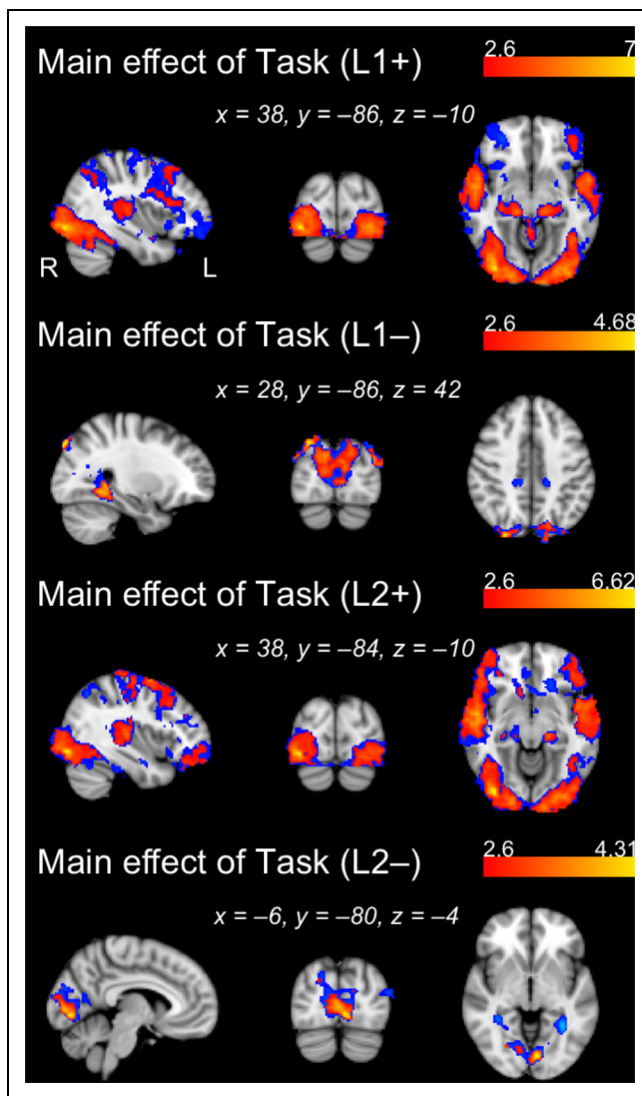 Main effect of Task (L1+)
2.6 7
x = 38, y = –86, z = –10
R L
Main effect of Task (L1–)
2.6 4.68
x = 28, y = –86, z = 42
Main effect of Task (L2+)
2.6 6.62
x = 38, y = –84, z = –10
Main effect of Task (L2–)
2.6 4.31
x = –6, y = –80, z = –4